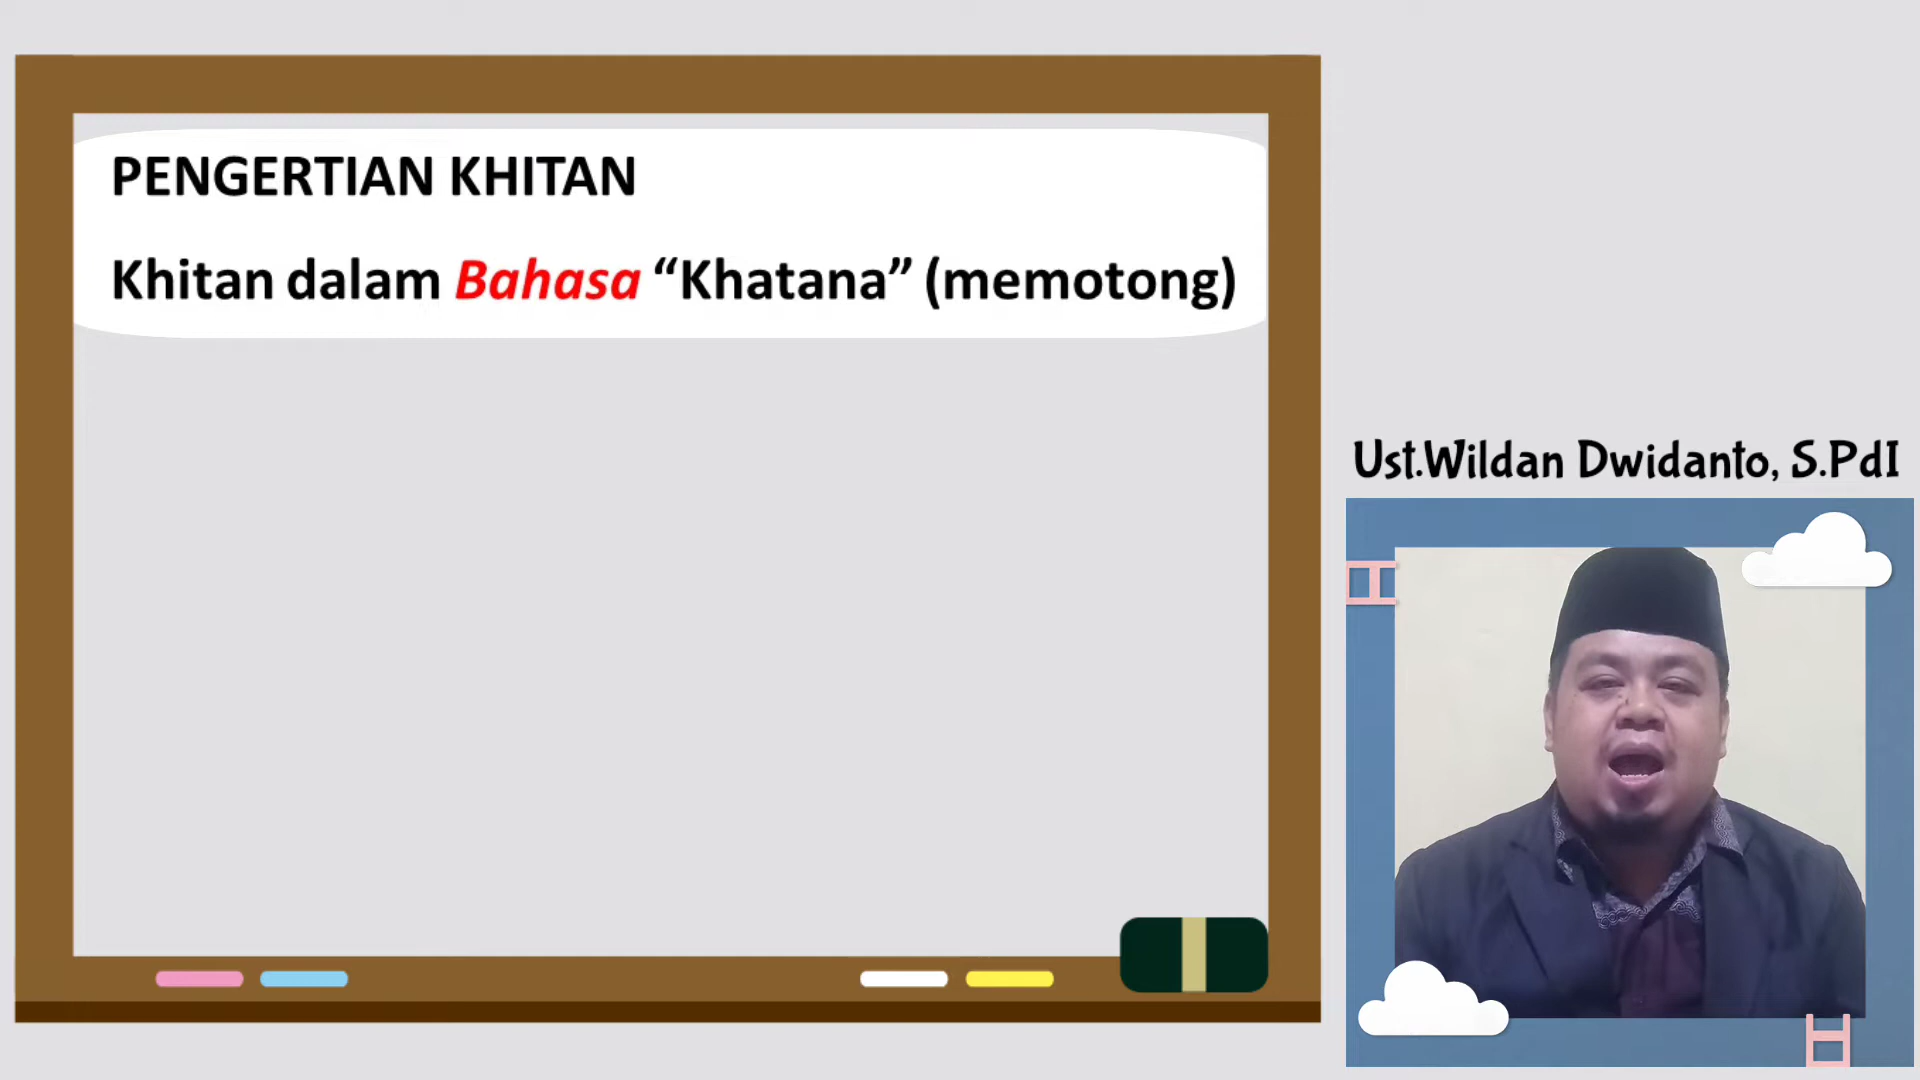 PENGERTIAN KHITAN
Khitan dalam Bahasa “Khatana” (memotong)
Ust.Wildan Dwidanto, S.PdI